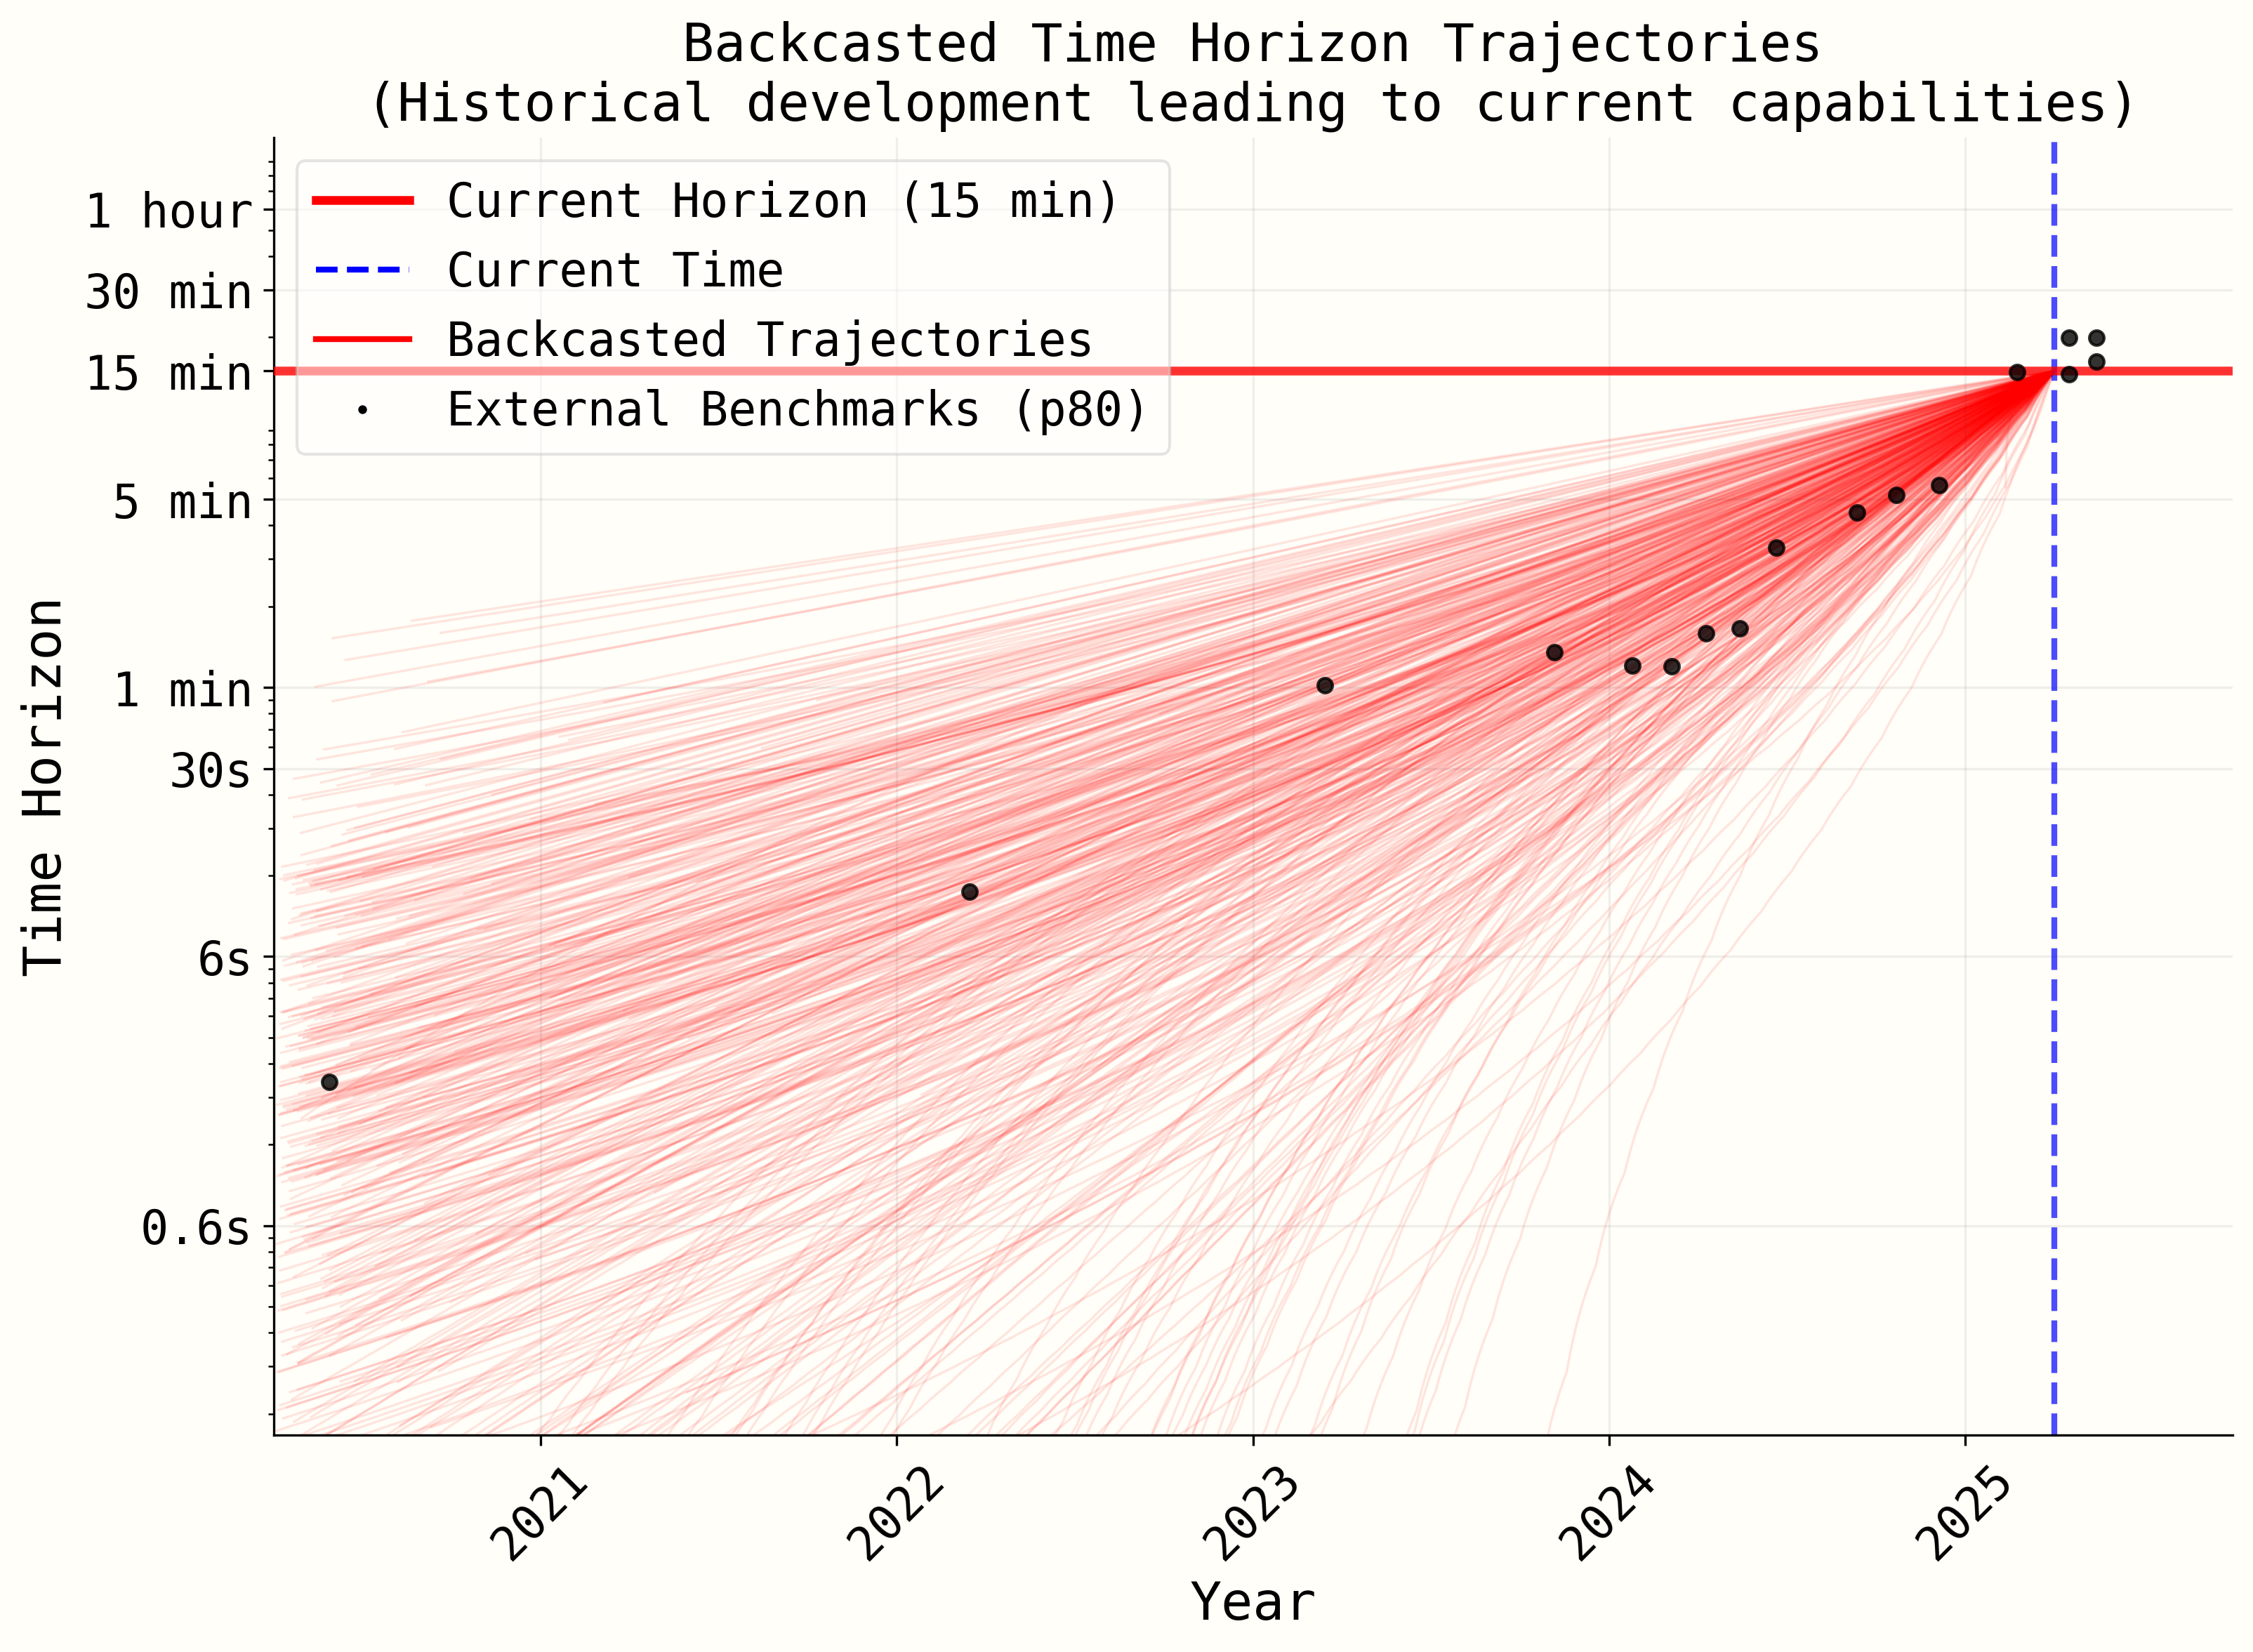 Backcasted Time Horizon Trajectories
(Historical development leading to current capabilities)
Current Horizon (15 min)
Current Time
Backcasted Trajectories
External Benchmarks (p80)
Time Horizon
1 hour
30 min
15 min
5 min
1 min
30s
6s
0.6s
2021
2022
2023
2024
2025
Year